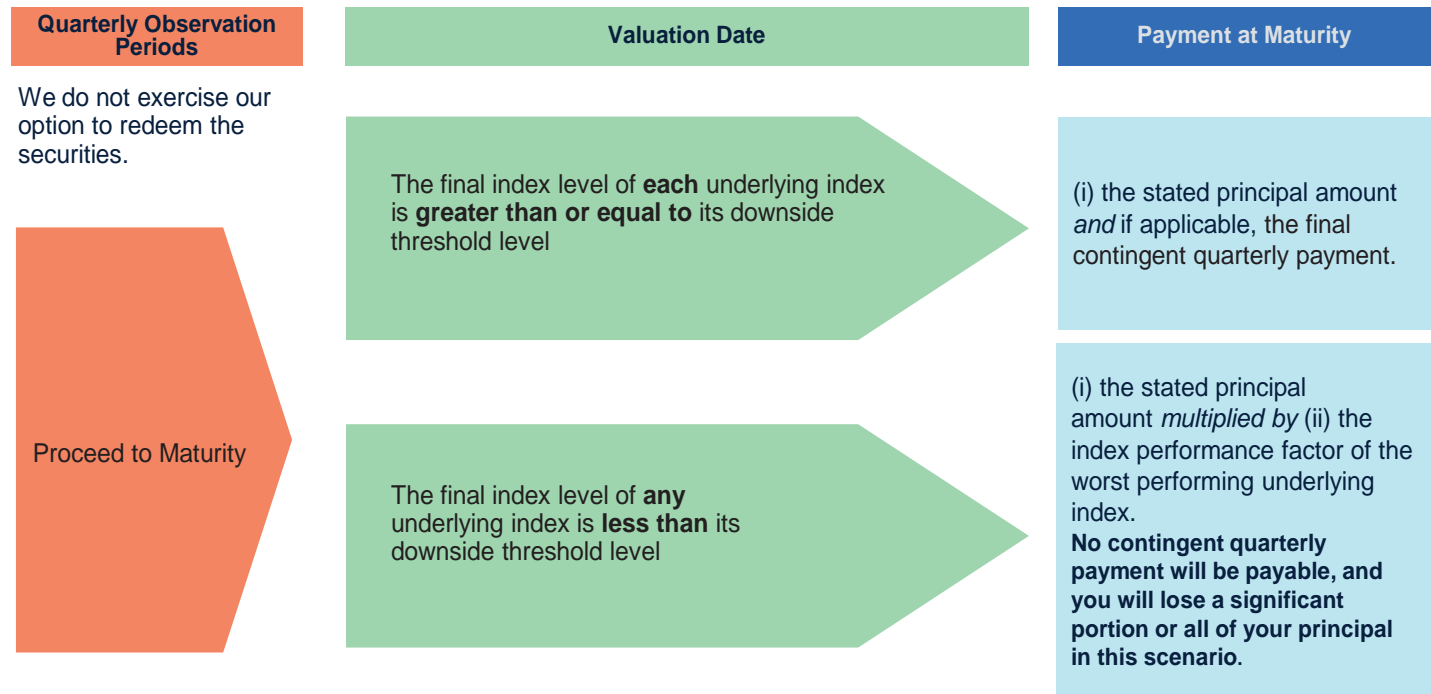 Quarterly Observation
Periods
Valuation Date
Payment at Maturity
We do not exercise our
option to redeem the
securities.
Proceed to Maturity
The final index level of each underlying index
is greater than or equal to its downside
threshold level
(i) the stated principal amount
and if applicable, the final
contingent quarterly payment.
The final index level of any
underlying index is less than its
downside threshold level
(i) the stated principal
amount multiplied by (ii) the
index performance factor of the
worst performing underlying
index.
No contingent quarterly
payment will be payable, and
you will lose a significant
portion or all of your principal
in this scenario.